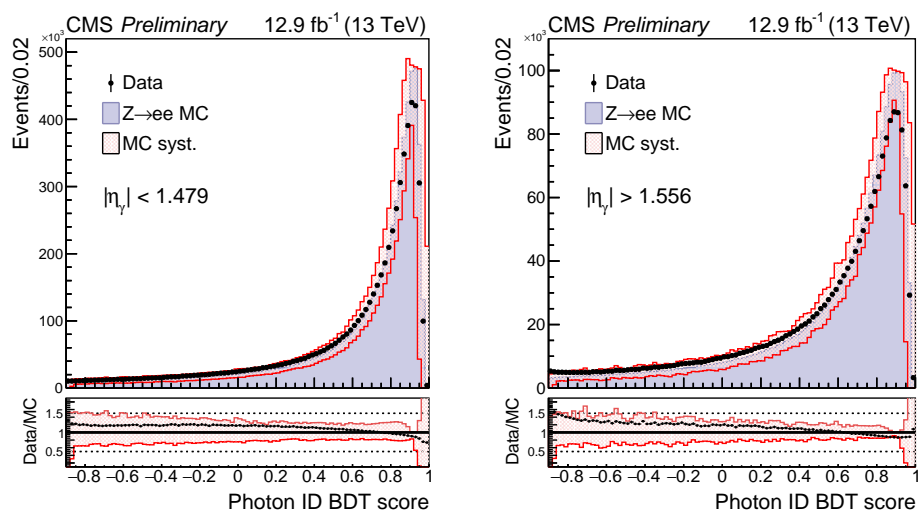 CMS Preliminary 12.9 fb⁻¹ (13 TeV)
×10³
Events/0.02
500
400
300
200
100
0
Data
Z→ee MC
MC syst.
|ηγ| < 1.479
Data/MC
1.5
1
0.5
−0.8 −0.6 −0.4 −0.2 0 0.2 0.4 0.6 0.8 1
Photon ID BDT score
CMS Preliminary 12.9 fb⁻¹ (13 TeV)
×10³
Events/0.02
100
80
60
40
20
0
Data
Z→ee MC
MC syst.
|ηγ| > 1.556
Data/MC
1.5
1
0.5
−0.8 −0.6 −0.4 −0.2 0 0.2 0.4 0.6 0.8 1
Photon ID BDT score